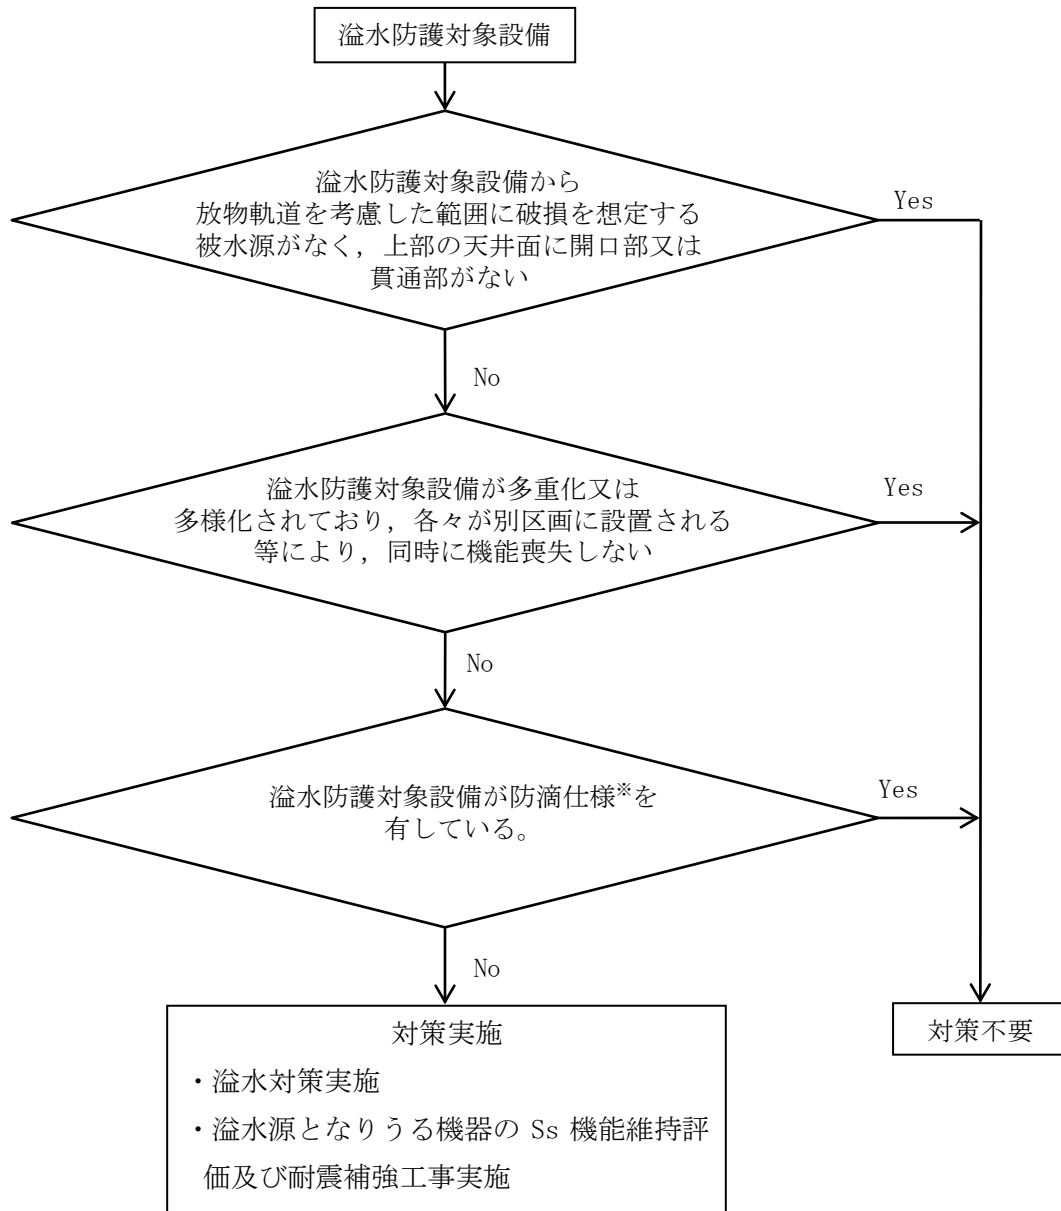 溢水防護対象設備
溢水防護対象設備から
放物軌道を考慮した範囲に破損を想定する
被水源がなく，上部の天井面に開口部又は
貫通部がない
Yes
No
溢水防護対象設備が多重化又は
多様化されており，各々が別区画に設置される
等により，同時に機能喪失しない
Yes
No
溢水防護対象設備が防滴仕様※を
有している。
Yes
No
対策実施
・溢水対策実施
・溢水源となりうる機器の Ss 機能維持評
価及び耐震補強工事実施
対策不要